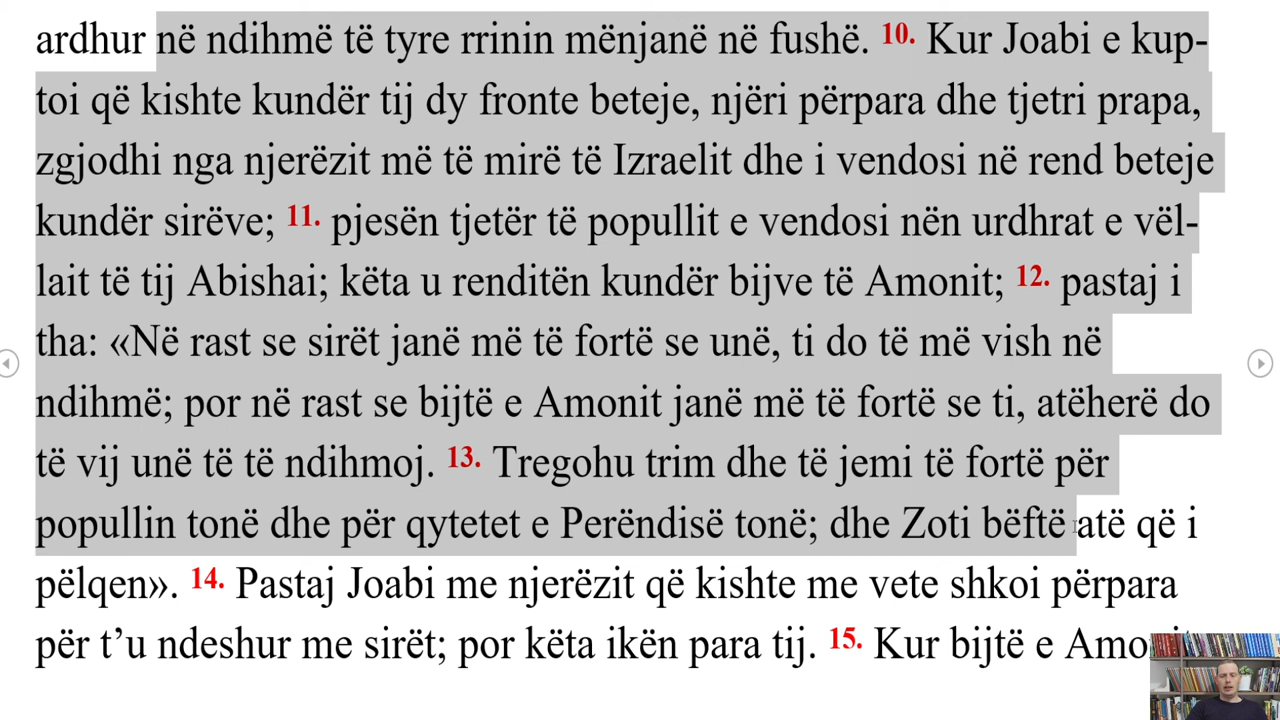 ardhur në ndihmë të tyre rrinin mënjanë në fushë. 10. Kur Joabi e kup-
toi që kishte kundër tij dy fronte beteje, njëri përpara dhe tjetri prapa,
zgjodhi nga njerëzit më të mirë të Izraelit dhe i vendosi në rend beteje
kundër sirëve; 11. pjesën tjetër të popullit e vendosi nën urdhrat e vël-
lait të tij Abishai; këta u renditën kundër bijve të Amonit; 12. pastaj i
tha: «Në rast se sirët janë më të fortë se unë, ti do të më vish në
ndihmë; por në rast se bijtë e Amonit janë më të fortë se ti, atëherë do
të vij unë të të ndihmoj. 13. Tregohu trim dhe të jemi të fortë për
popullin tonë dhe për qytetet e Perëndisë tonë; dhe Zoti bëftë atë që i
pëlqen». 14. Pastaj Joabi me njerëzit që kishte me vete shkoi përpara
për t’u ndeshur me sirët; por këta ikën para tij. 15. Kur bijtë e